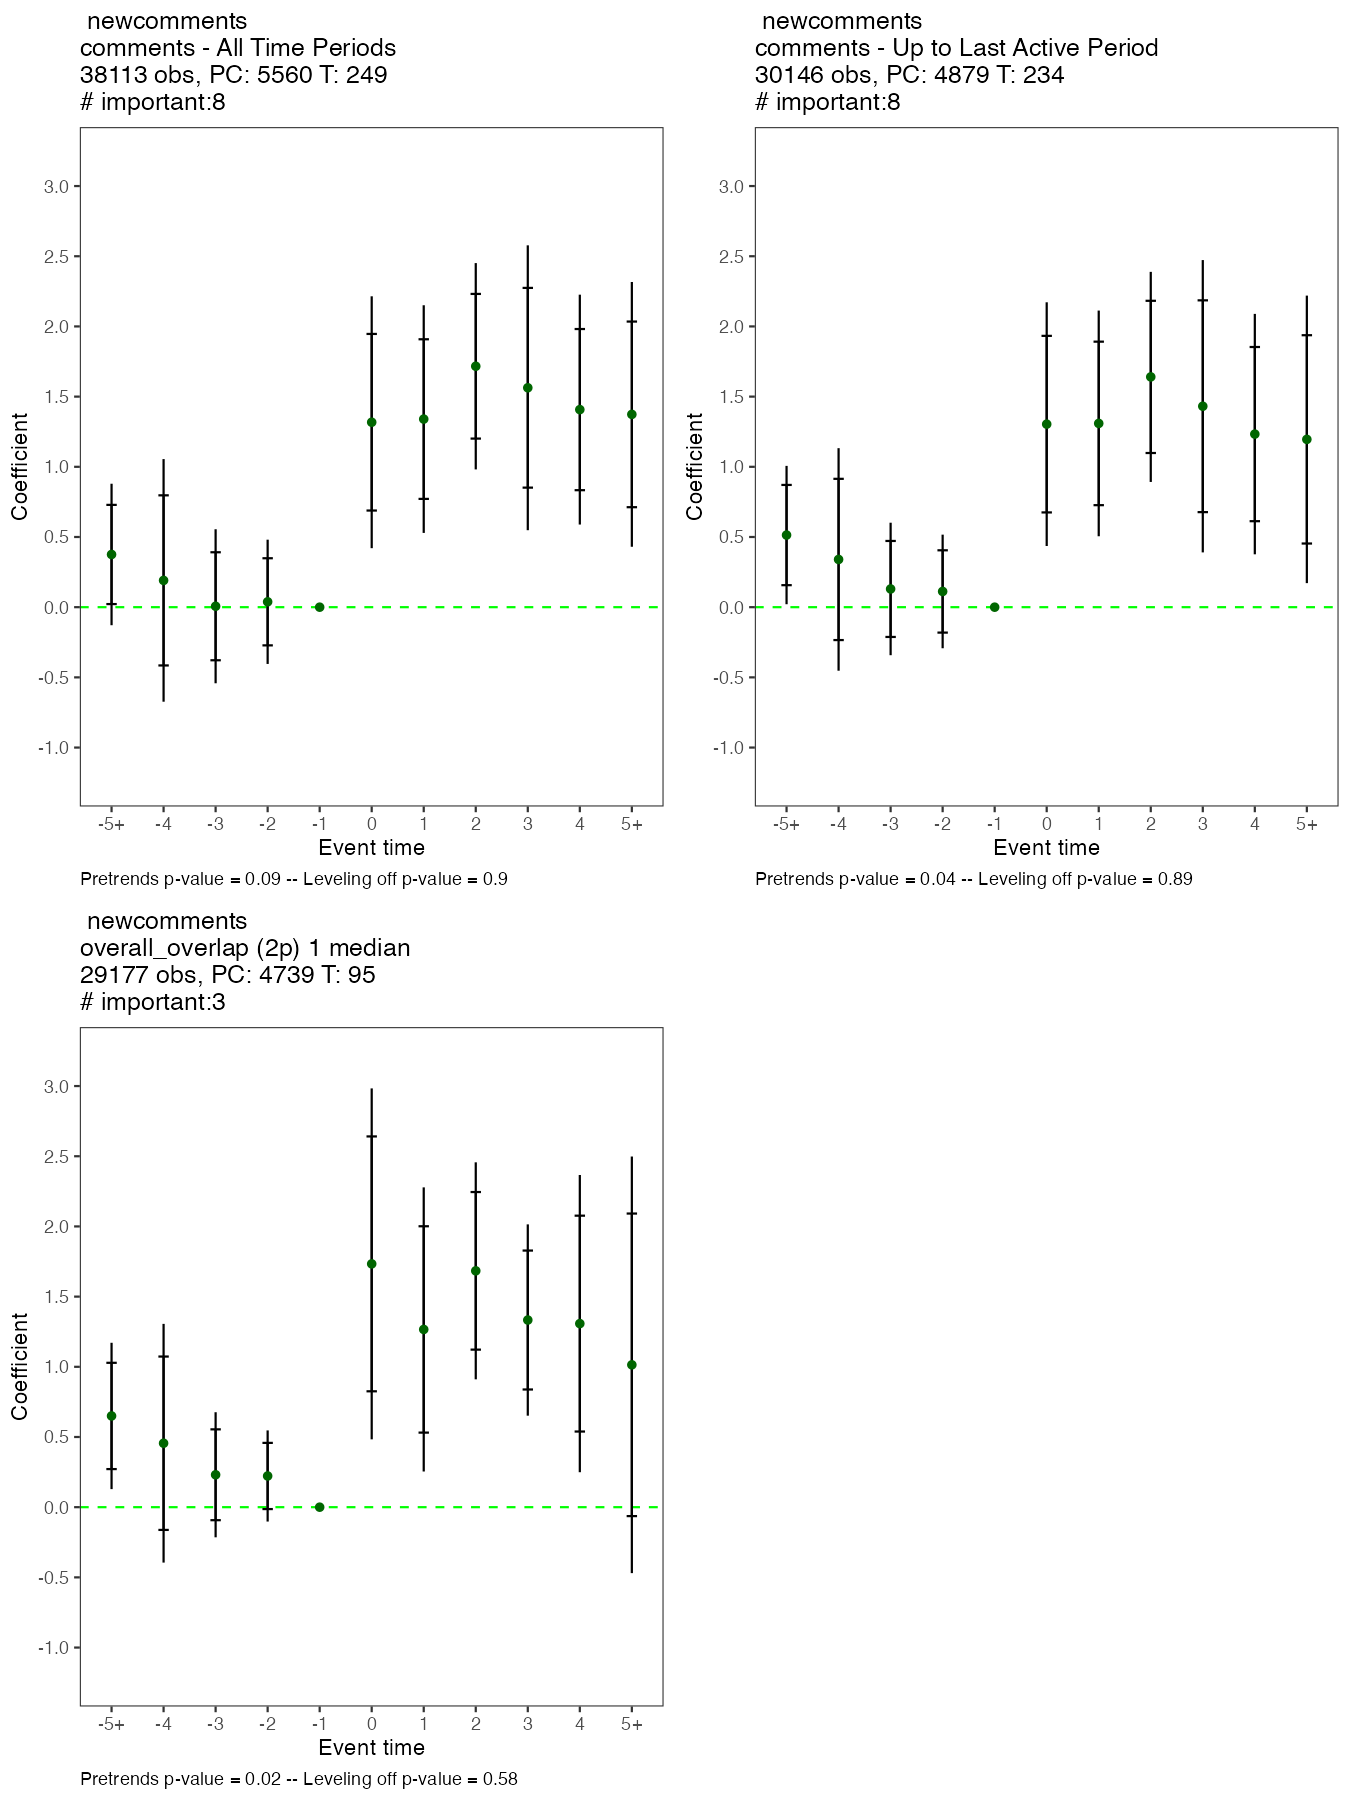 newcomments
comments - All Time Periods
38113 obs, PC: 5560 T: 249
# important:8
Coefficient
3.0
2.5
2.0
1.5
1.0
0.5
0.0
-0.5
-1.0
-5+ -4 -3 -2 -1 0 1 2 3 4 5+
Event time
Pretrends p-value = 0.09 -- Leveling off p-value = 0.9
newcomments
comments - Up to Last Active Period
30146 obs, PC: 4879 T: 234
# important:8
Coefficient
3.0
2.5
2.0
1.5
1.0
0.5
0.0
-0.5
-1.0
-5+ -4 -3 -2 -1 0 1 2 3 4 5+
Event time
Pretrends p-value = 0.04 -- Leveling off p-value = 0.89
newcomments
overall_overlap (2p) 1 median
29177 obs, PC: 4739 T: 95
# important:3
Coefficient
3.0
2.5
2.0
1.5
1.0
0.5
0.0
-0.5
-1.0
-5+ -4 -3 -2 -1 0 1 2 3 4 5+
Event time
Pretrends p-value = 0.02 -- Leveling off p-value = 0.58